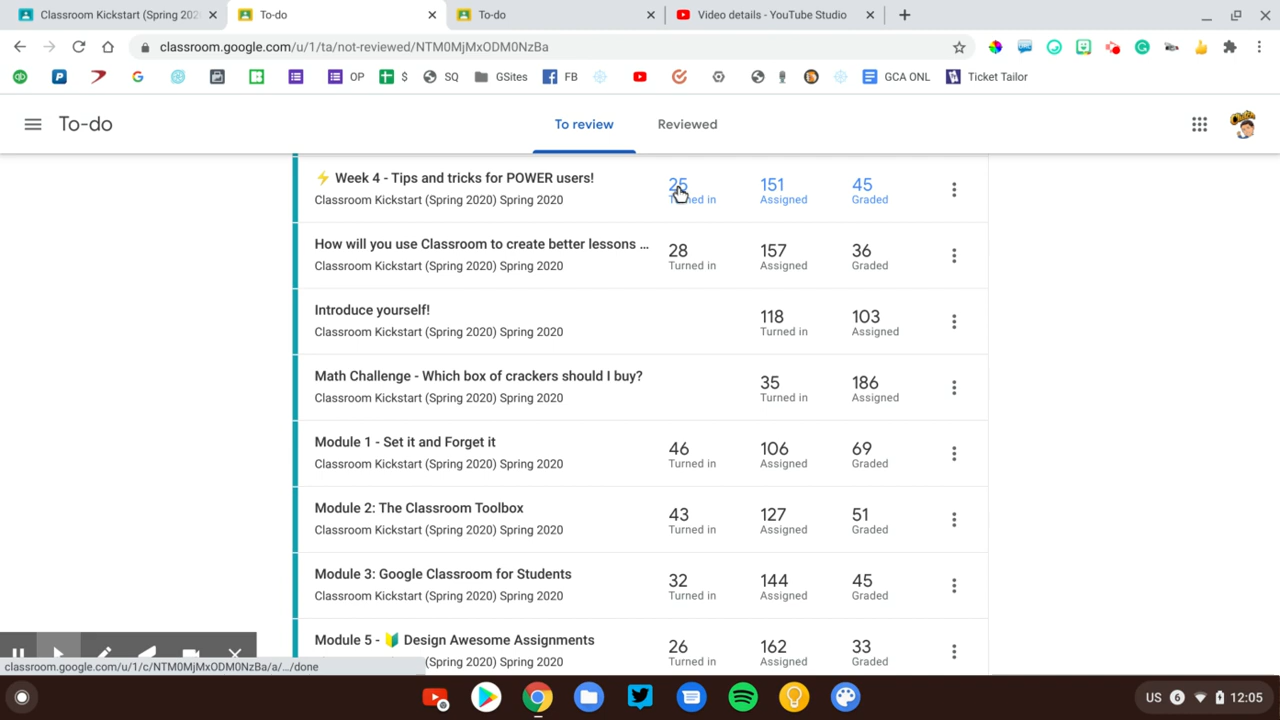 Classroom Kickstart (Spring 202
To-do
To-do
Video details - YouTube Studio
classroom.google.com/u/1/ta/not-reviewed/NTM0MjMxODM0NzBa
OP
$
SQ
GSites
FB
GCA ONL
Ticket Tailor
To-do
To review
Reviewed
⚡ Week 4 - Tips and tricks for POWER users!
Classroom Kickstart (Spring 2020) Spring 2020
25
Turned in
151
Assigned
45
Graded
How will you use Classroom to create better lessons ...
Classroom Kickstart (Spring 2020) Spring 2020
28
Turned in
157
Assigned
36
Graded
Introduce yourself!
Classroom Kickstart (Spring 2020) Spring 2020
118
Turned in
103
Assigned
Math Challenge - Which box of crackers should I buy?
Classroom Kickstart (Spring 2020) Spring 2020
35
Turned in
186
Assigned
Module 1 - Set it and Forget it
Classroom Kickstart (Spring 2020) Spring 2020
46
Turned in
106
Assigned
69
Graded
Module 2: The Classroom Toolbox
Classroom Kickstart (Spring 2020) Spring 2020
43
Turned in
127
Assigned
51
Graded
Module 3: Google Classroom for Students
Classroom Kickstart (Spring 2020) Spring 2020
32
Turned in
144
Assigned
45
Graded
Module 5 - 🔰 Design Awesome Assignments
Classroom Kickstart (Spring 2020) Spring 2020
26
Turned in
162
Assigned
33
Graded
classroom.google.com/u/1/c/NTM0MjMxODM0NzBa/a/.../done
US 6 12:05